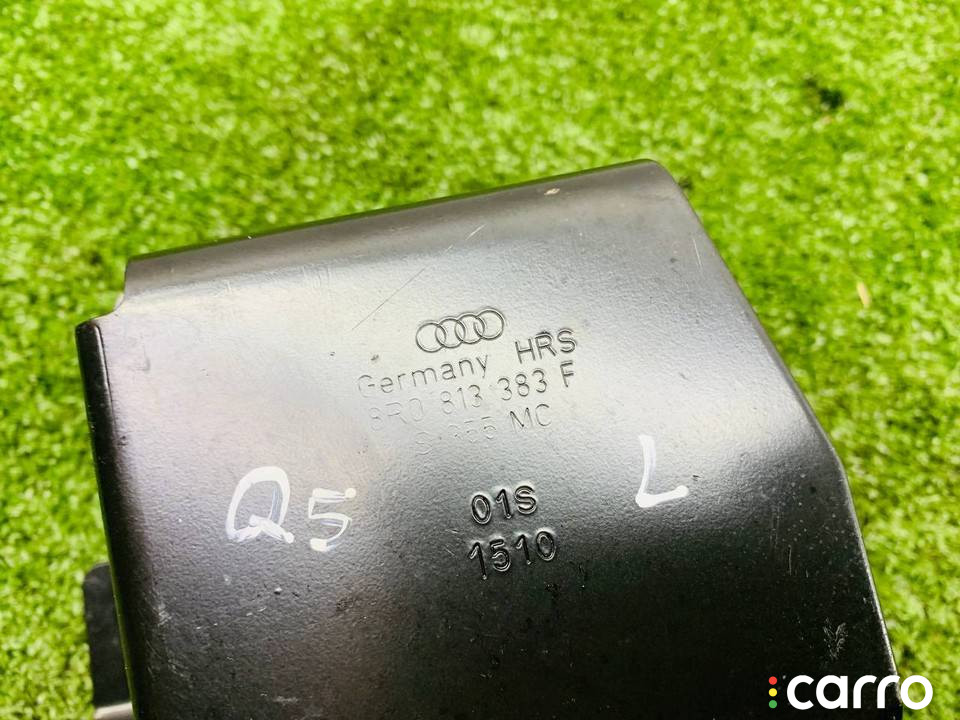 Germany HRS
8R0 813 383 F
MC
Q5
L
01S
1510
carro